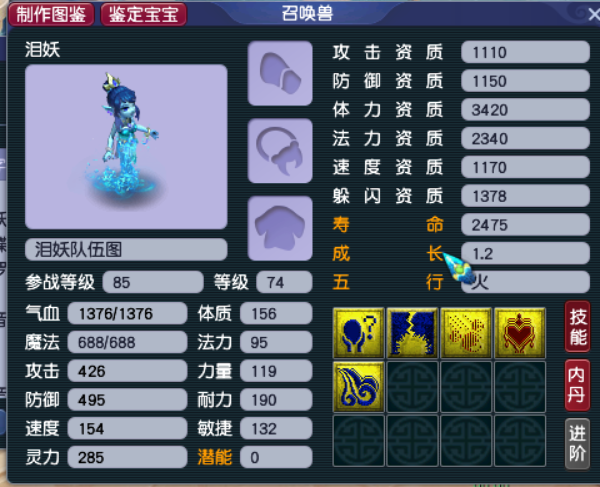 制作图鉴 鉴定宝宝 召唤兽
泪妖
攻击资质 1110
防御资质 1150
体力资质 3420
法力资质 2340
速度资质 1170
躲闪资质 1378
寿命 2475
成长 1.2
五行 火
泪妖队伍图
参战等级 85 等级 74
气血 1376/1376 体质 156
魔法 688/688 法力 95
攻击 426 力量 119
防御 495 耐力 190
速度 154 敏捷 132
灵力 285 潜能 0
技能
内丹
进阶